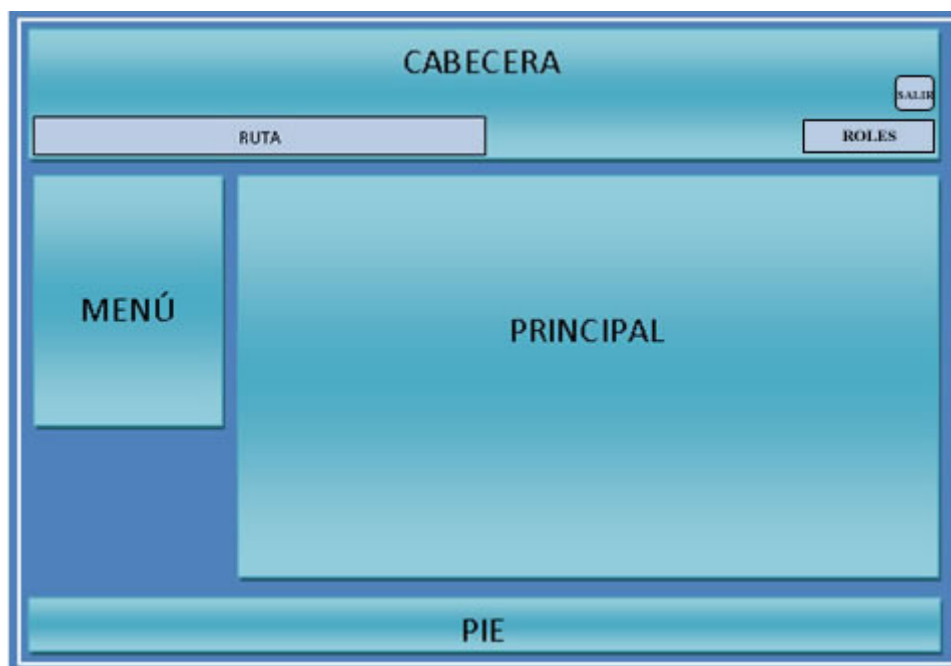 CABECERA
SALIR
RUTA
ROLES
MENÚ
PRINCIPAL
PIE